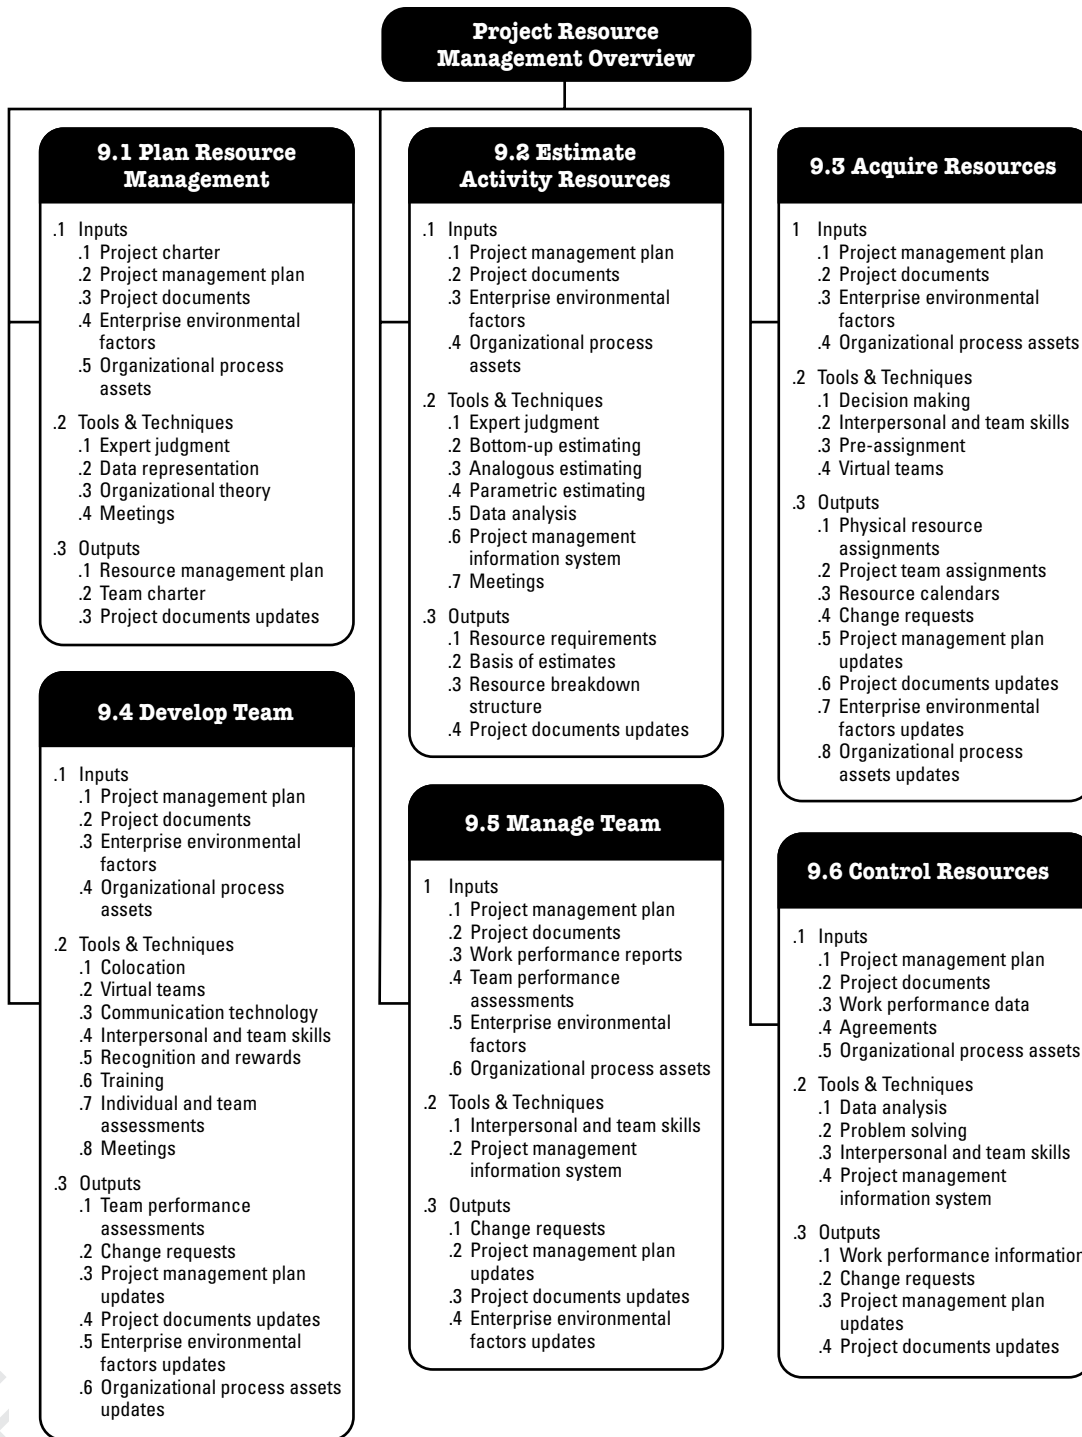 Project Resource
Management Overview
9.1 Plan Resource
Management
.1 Inputs
.1 Project charter
.2 Project management plan
.3 Project documents
.4 Enterprise environmental
factors
.5 Organizational process
assets
.2 Tools & Techniques
.1 Expert judgment
.2 Data representation
.3 Organizational theory
.4 Meetings
.3 Outputs
.1 Resource management plan
.2 Team charter
.3 Project documents updates
9.2 Estimate
Activity Resources
.1 Inputs
.1 Project management plan
.2 Project documents
.3 Enterprise environmental
factors
.4 Organizational process
assets
.2 Tools & Techniques
.1 Expert judgment
.2 Bottom-up estimating
.3 Analogous estimating
.4 Parametric estimating
.5 Data analysis
.6 Project management
information system
.7 Meetings
.3 Outputs
.1 Resource requirements
.2 Basis of estimates
.3 Resource breakdown
structure
.4 Project documents updates
9.3 Acquire Resources
1 Inputs
.1 Project management plan
.2 Project documents
.3 Enterprise environmental
factors
.4 Organizational process assets
.2 Tools & Techniques
.1 Decision making
.2 Interpersonal and team skills
.3 Pre-assignment
.4 Virtual teams
.3 Outputs
.1 Physical resource
assignments
.2 Project team assignments
.3 Resource calendars
.4 Change requests
.5 Project management plan
updates
.6 Project documents updates
.7 Enterprise environmental
factors updates
.8 Organizational process
assets updates
9.4 Develop Team
.1 Inputs
.1 Project management plan
.2 Project documents
.3 Enterprise environmental
factors
.4 Organizational process
assets
.2 Tools & Techniques
.1 Colocation
.2 Virtual teams
.3 Communication technology
.4 Interpersonal and team skills
.5 Recognition and rewards
.6 Training
.7 Individual and team
assessments
.8 Meetings
.3 Outputs
.1 Team performance
assessments
.2 Change requests
.3 Project management plan
updates
.4 Project documents updates
.5 Enterprise environmental
factors updates
.6 Organizational process assets
updates
9.5 Manage Team
1 Inputs
.1 Project management plan
.2 Project documents
.3 Work performance reports
.4 Team performance
assessments
.5 Enterprise environmental
factors
.6 Organizational process assets
.2 Tools & Techniques
.1 Interpersonal and team skills
.2 Project management
information system
.3 Outputs
.1 Change requests
.2 Project management plan
updates
.3 Project documents updates
.4 Enterprise environmental
factors updates
9.6 Control Resources
.1 Inputs
.1 Project management plan
.2 Project documents
.3 Work performance data
.4 Agreements
.5 Organizational process assets
.2 Tools & Techniques
.1 Data analysis
.2 Problem solving
.3 Interpersonal and team skills
.4 Project management
information system
.3 Outputs
.1 Work performance information
.2 Change requests
.3 Project management plan
updates
.4 Project documents updates